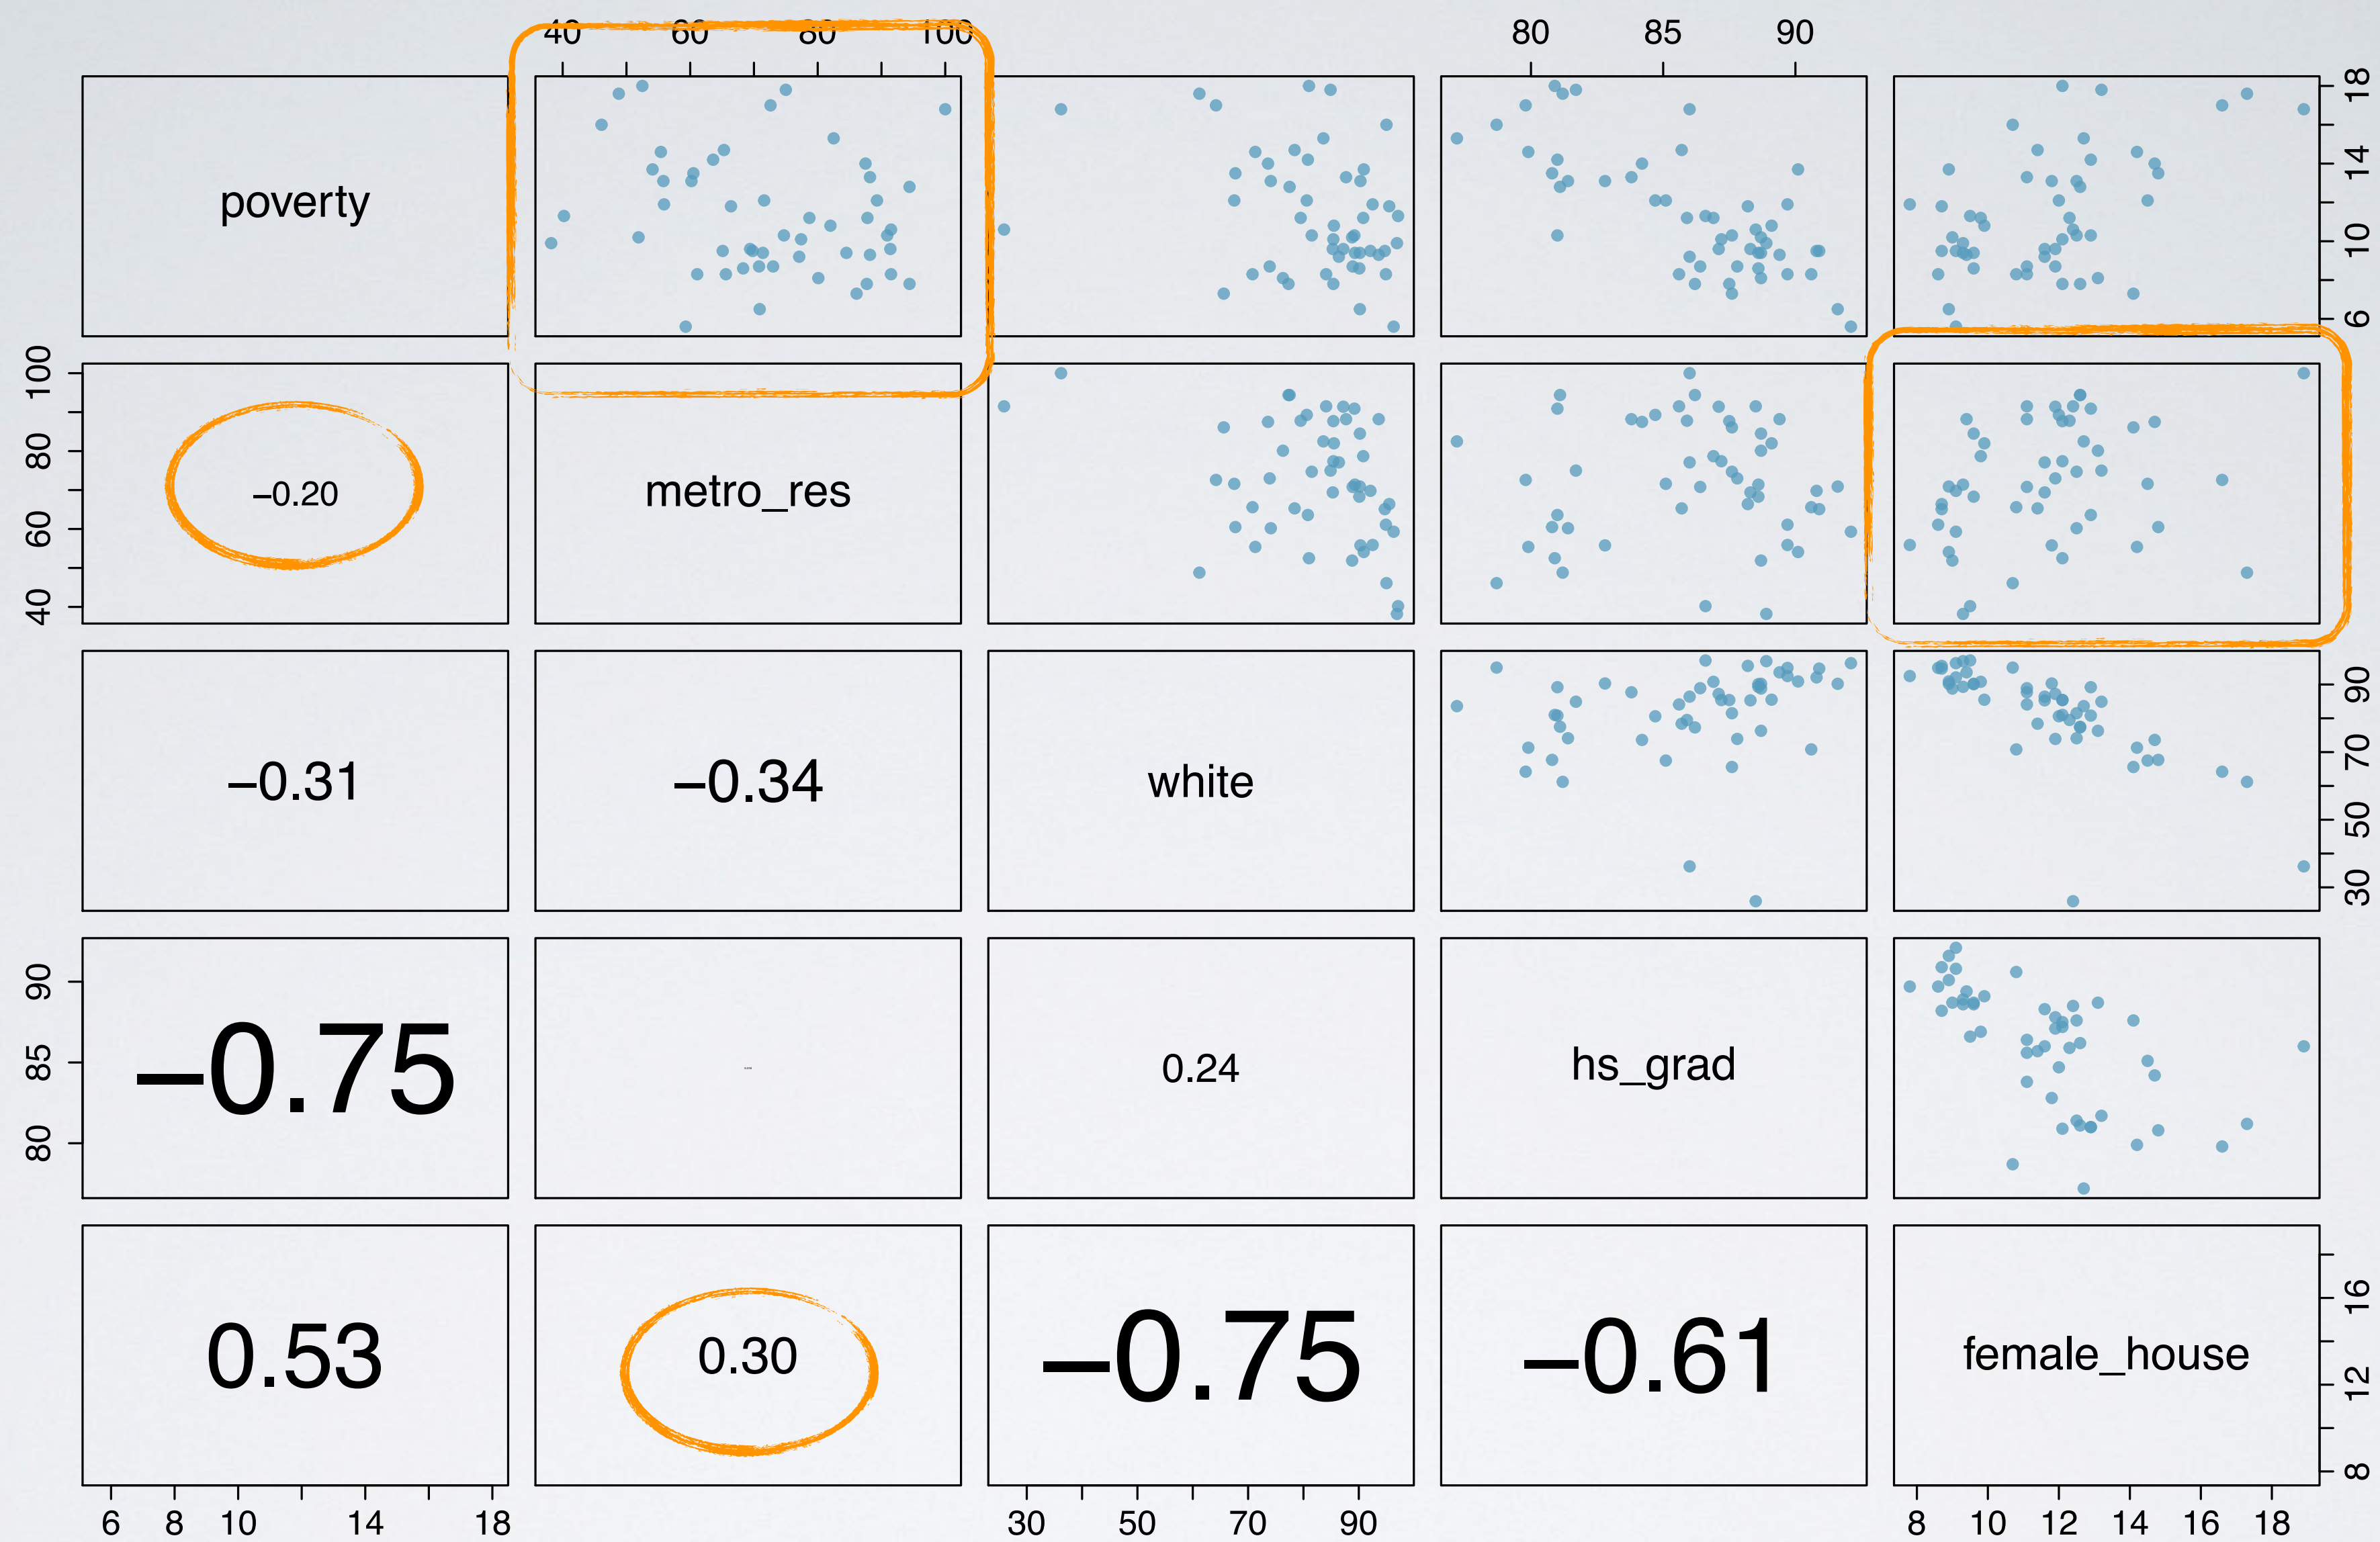 40 60 80 100 80 85 90
poverty
6 10 14 18
40 60 80 100
−0.20
metro_res
−0.31
−0.34
white
30 50 70 90
80 85 90
−0.75
0.24
hs_grad
0.53
0.30
−0.75
−0.61
female_house
8 12 16
6 8 10 14 18 30 50 70 90 8 10 12 14 16 18